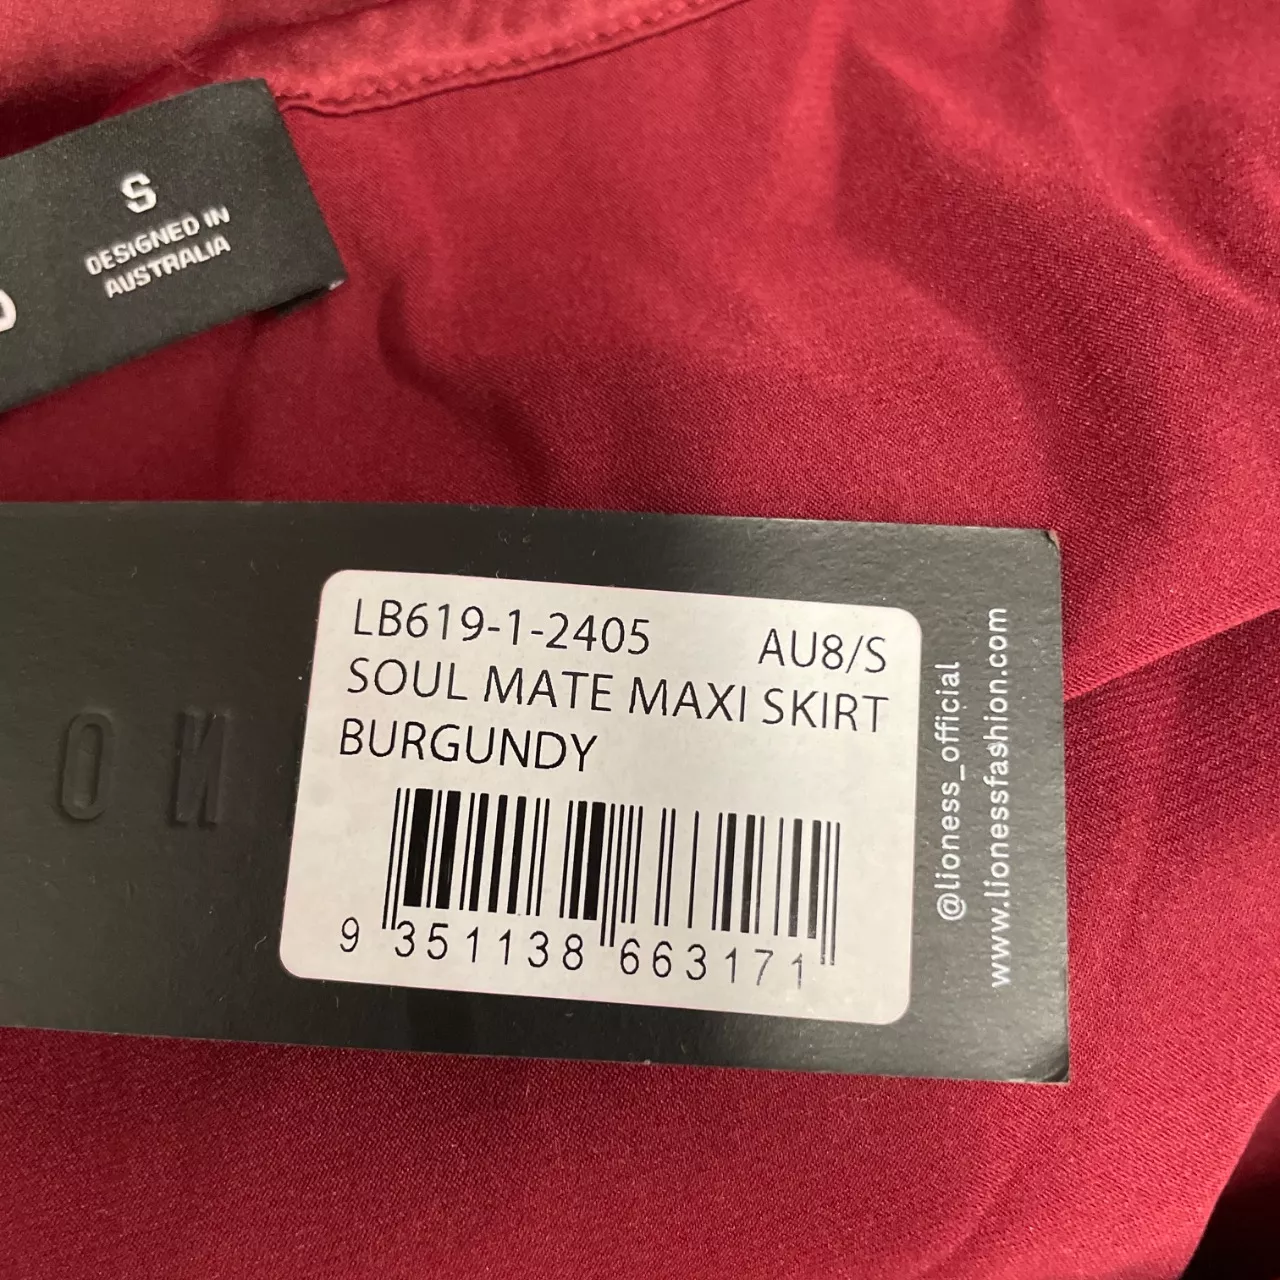 S
DESIGNED IN
AUSTRALIA
LB619-1-2405 AU8/S
SOUL MATE MAXI SKIRT
BURGUNDY
9 351138 663171
@lioness_official
www.lionessfashion.com